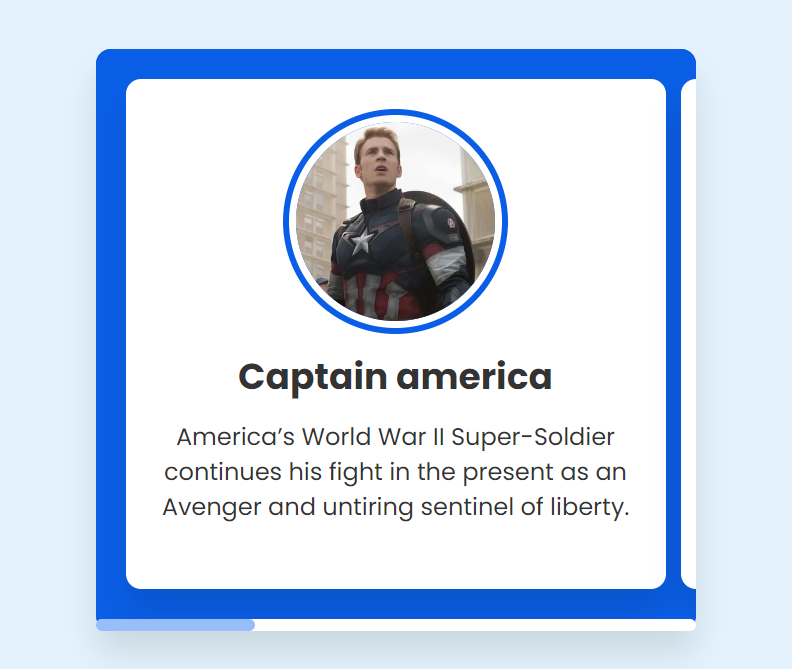 Captain america
America’s World War II Super-Soldier
continues his fight in the present as an
Avenger and untiring sentinel of liberty.